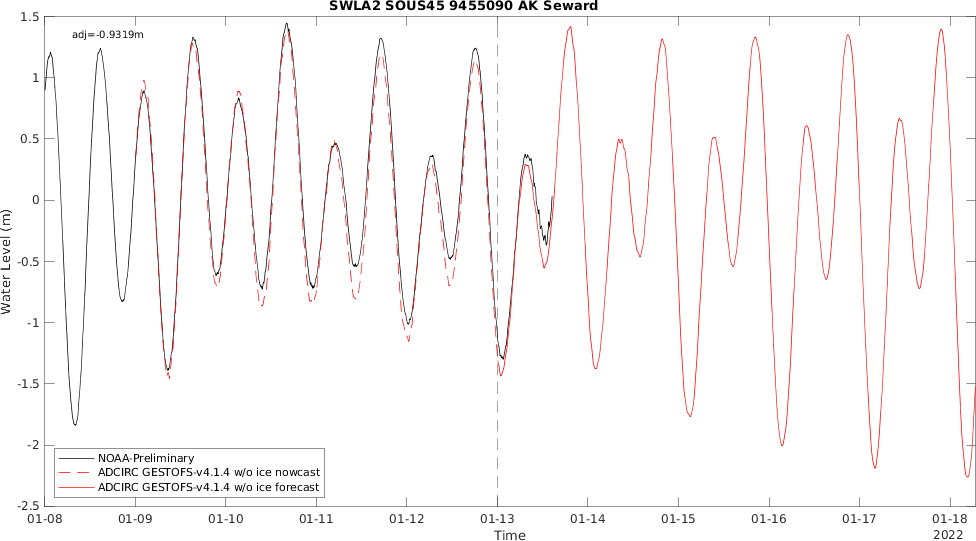 SWLA2 SOUS45 9455090 AK Seward
adj=-0.9319m
1.5
1
0.5
0
-0.5
-1
-1.5
-2
-2.5
Water Level (m)
NOAA-Preliminary
ADCIRC GESTOFS-v4.1.4 w/o ice nowcast
ADCIRC GESTOFS-v4.1.4 w/o ice forecast
01-08 01-09 01-10 01-11 01-12 01-13 01-14 01-15 01-16 01-17 01-18
Time 2022